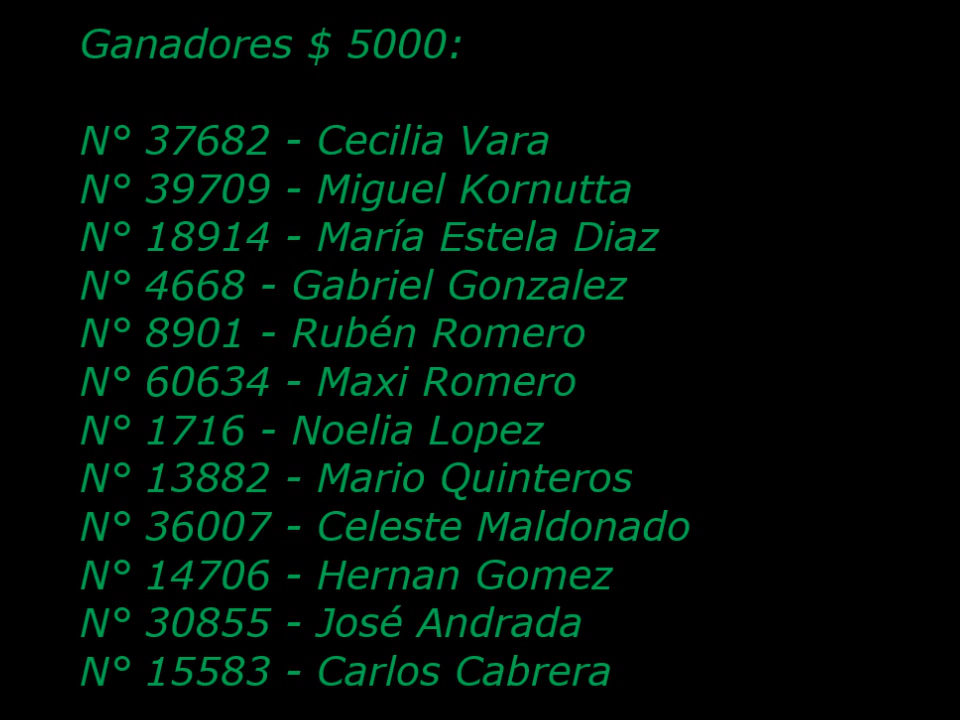 Ganadores $ 5000:
N° 37682 - Cecilia Vara
N° 39709 - Miguel Kornutta
N° 18914 - María Estela Diaz
N° 4668 - Gabriel Gonzalez
N° 8901 - Rubén Romero
N° 60634 - Maxi Romero
N° 1716 - Noelia Lopez
N° 13882 - Mario Quinteros
N° 36007 - Celeste Maldonado
N° 14706 - Hernan Gomez
N° 30855 - José Andrada
N° 15583 - Carlos Cabrera